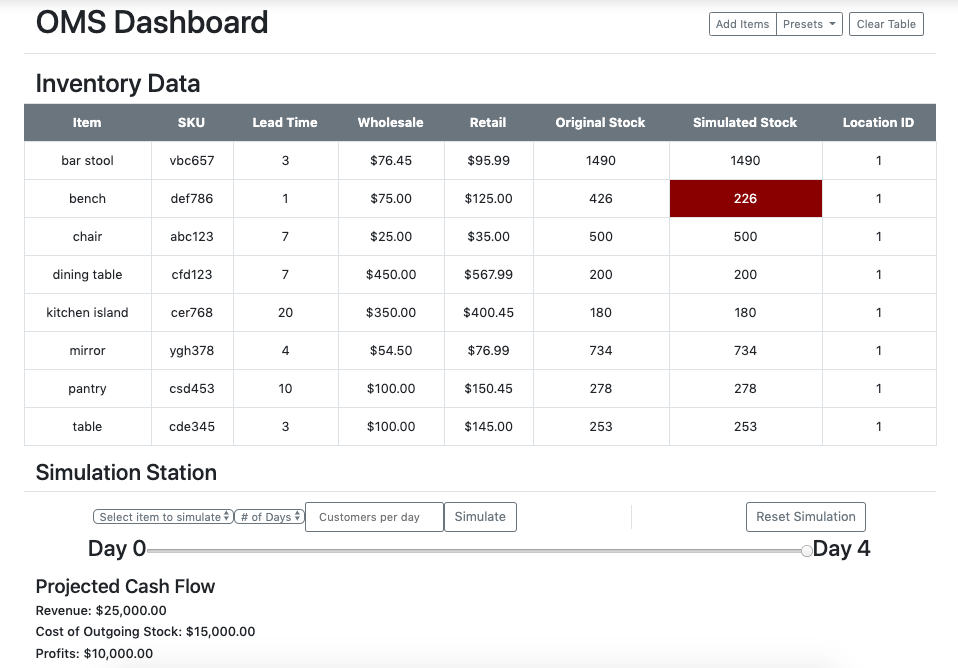 OMS Dashboard
Add Items Presets Clear Table
Inventory Data
Item SKU Lead Time Wholesale Retail Original Stock Simulated Stock Location ID
bar stool vbc657 3 $76.45 $95.99 1490 1490 1
bench def786 1 $75.00 $125.00 426 226 1
chair abc123 7 $25.00 $35.00 500 500 1
dining table cfd123 7 $450.00 $567.99 200 200 1
kitchen island cer768 20 $350.00 $400.45 180 180 1
mirror ygh378 4 $54.50 $76.99 734 734 1
pantry csd453 10 $100.00 $150.45 278 278 1
table cde345 3 $100.00 $145.00 253 253 1
Simulation Station
Select item to simulate # of Days Customers per day Simulate Reset Simulation
Day 0 Day 4
Projected Cash Flow
Revenue: $25,000.00
Cost of Outgoing Stock: $15,000.00
Profits: $10,000.00